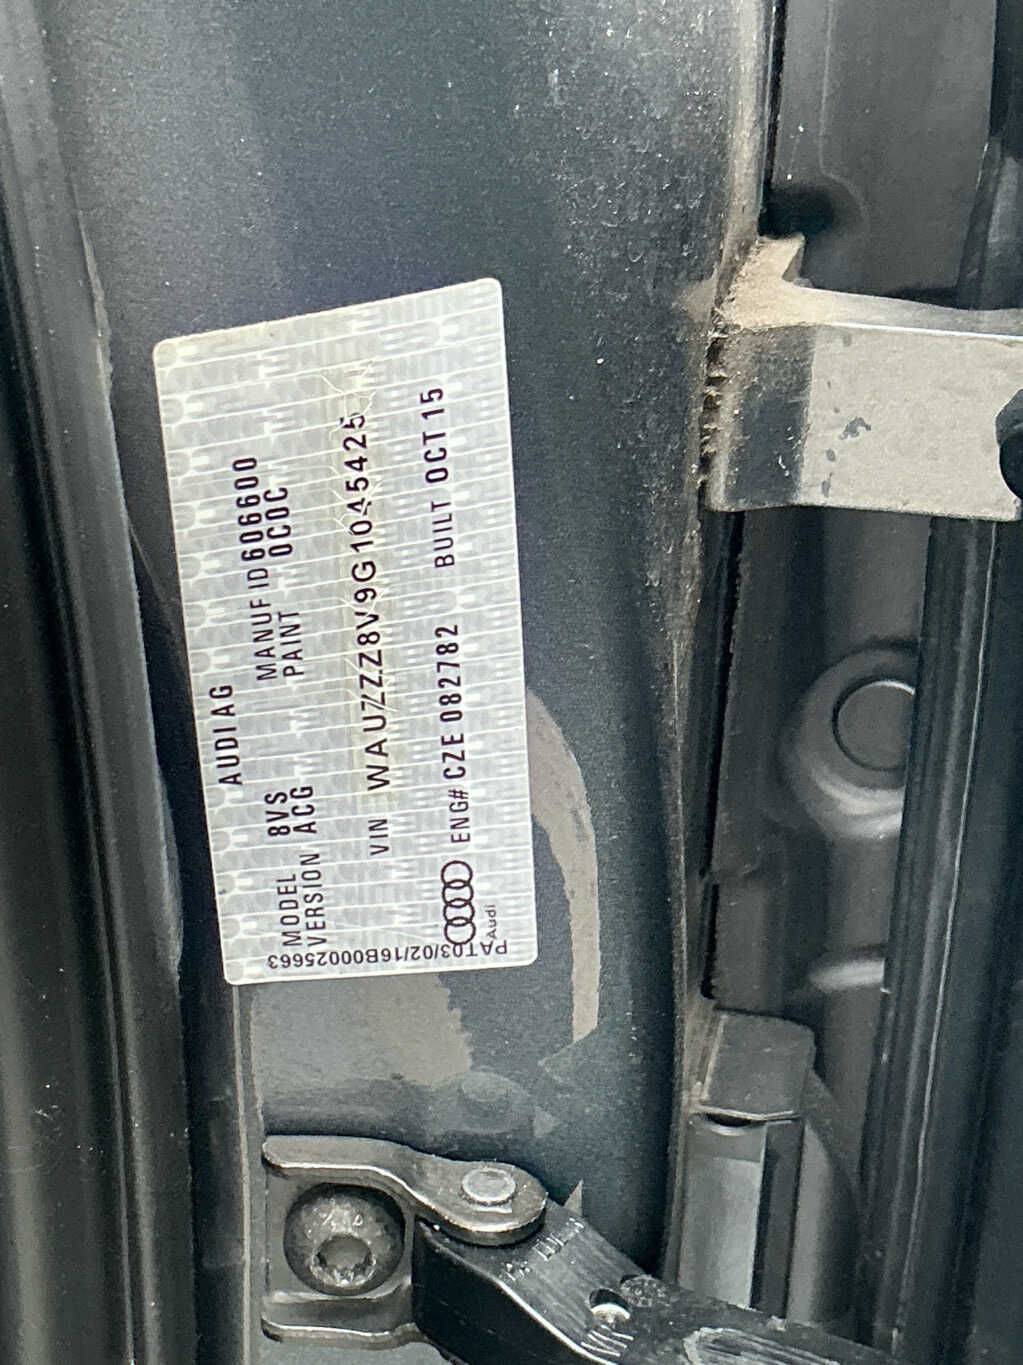 AUDI AG
MODEL 8VS MANUF ID 606600
VERSION ACG PAINT 0C0C
VIN WAUZZZ8V9G1045425
ENG# CZE 082782 BUILT OCT 15
Audi
PAT03/02/16B000025663